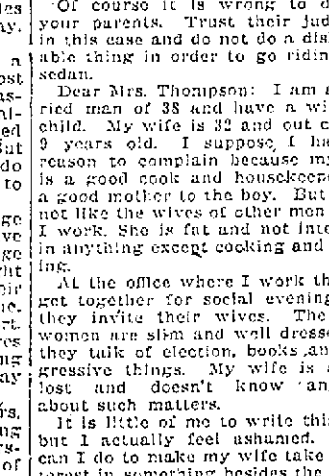 Of course it is wrong to d
your parents. Trust their jud
in this case and do not do a dis
able thing in order to go ridin
sedan.
Dear Mrs. Thompson: I am a
ried man of 38 and have a wi
child. My wife is 32 and out c
9 years old. I suppose I ha
reason to complain because my
is a good cook and housekeepe
a good mother to the boy. But
not like the wives of other men
I work. She is fat and not inte
in anything except cooking and
ing.
At the office where I work th
get together for social evening
they invite their wives. The
women are slim and well dresse
they talk of election, books an
gressive things. My wife is a
lost and doesn't know an
about such matters.
It is little of me to write thi
but I actually feel ashamed.
can I do to make my wife take
terest in something besides the